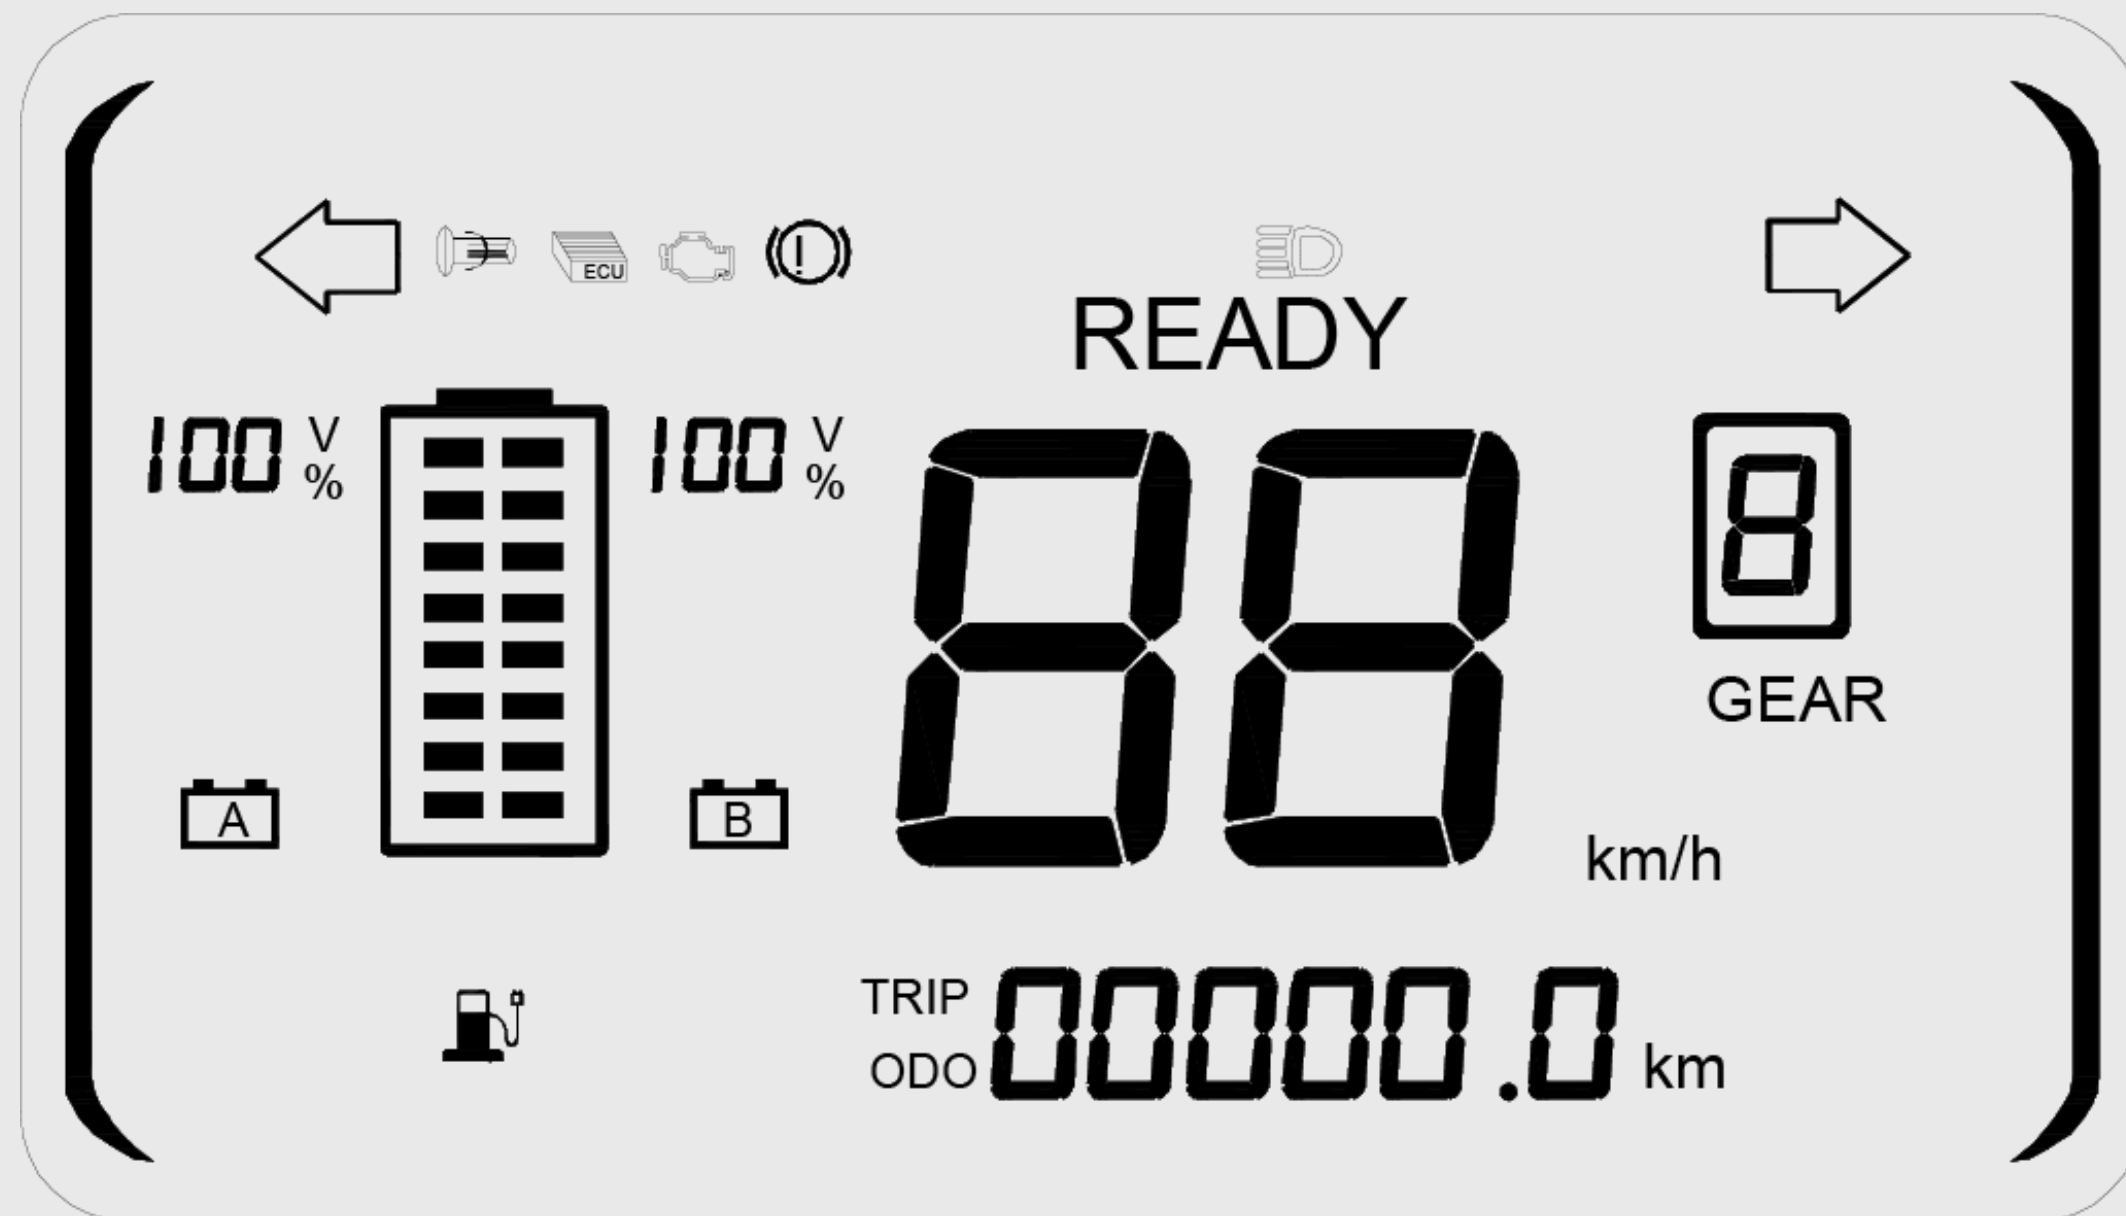 ECU
!
READY
100 V %
100 V %
88
8
GEAR
A
B
km/h
TRIP
ODO
00000.0 km